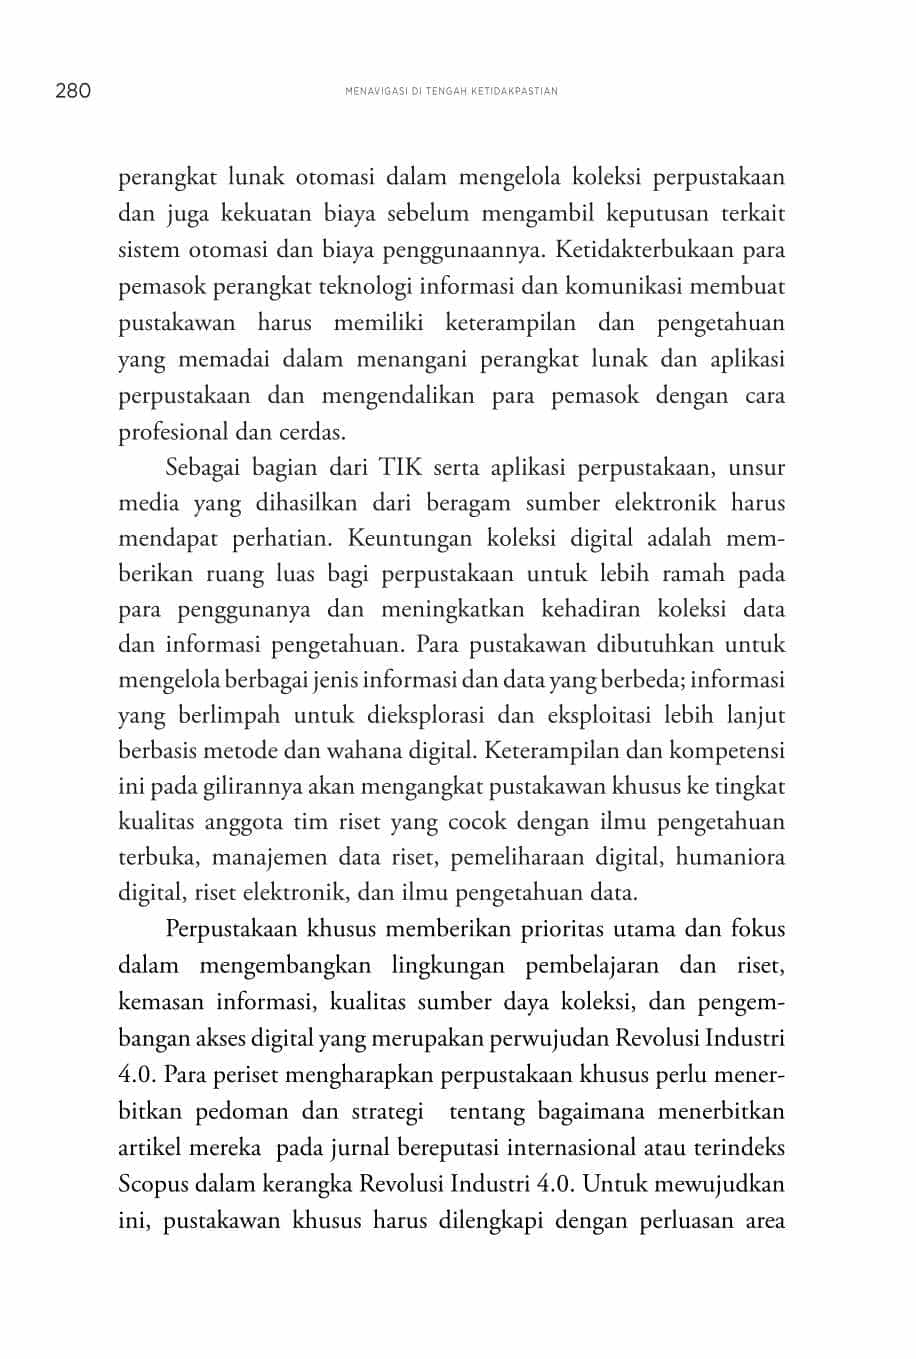 280
MENAVIGASI DI TENGAH KETIDAKPASTIAN
perangkat lunak otomasi dalam mengelola koleksi perpustakaan
dan juga kekuatan biaya sebelum mengambil keputusan terkait
sistem otomasi dan biaya penggunaannya. Ketidakterbukaan para
pemasok perangkat teknologi informasi dan komunikasi membuat
pustakawan harus memiliki keterampilan dan pengetahuan
yang memadai dalam menangani perangkat lunak dan aplikasi
perpustakaan dan mengendalikan para pemasok dengan cara
profesional dan cerdas.
Sebagai bagian dari TIK serta aplikasi perpustakaan, unsur
media yang dihasilkan dari beragam sumber elektronik harus
mendapat perhatian. Keuntungan koleksi digital adalah mem-
berikan ruang luas bagi perpustakaan untuk lebih ramah pada
para penggunanya dan meningkatkan kehadiran koleksi data
dan informasi pengetahuan. Para pustakawan dibutuhkan untuk
mengelola berbagai jenis informasi dan data yang berbeda; informasi
yang berlimpah untuk dieksplorasi dan eksploitasi lebih lanjut
berbasis metode dan wahana digital. Keterampilan dan kompetensi
ini pada gilirannya akan mengangkat pustakawan khusus ke tingkat
kualitas anggota tim riset yang cocok dengan ilmu pengetahuan
terbuka, manajemen data riset, pemeliharaan digital, humaniora
digital, riset elektronik, dan ilmu pengetahuan data.
Perpustakaan khusus memberikan prioritas utama dan fokus
dalam mengembangkan lingkungan pembelajaran dan riset,
kemasan informasi, kualitas sumber daya koleksi, dan pengem-
bangan akses digital yang merupakan perwujudan Revolusi Industri
4.0. Para periset mengharapkan perpustakaan khusus perlu mener-
bitkan pedoman dan strategi tentang bagaimana menerbitkan
artikel mereka pada jurnal bereputasi internasional atau terindeks
Scopus dalam kerangka Revolusi Industri 4.0. Untuk mewujudkan
ini, pustakawan khusus harus dilengkapi dengan perluasan area